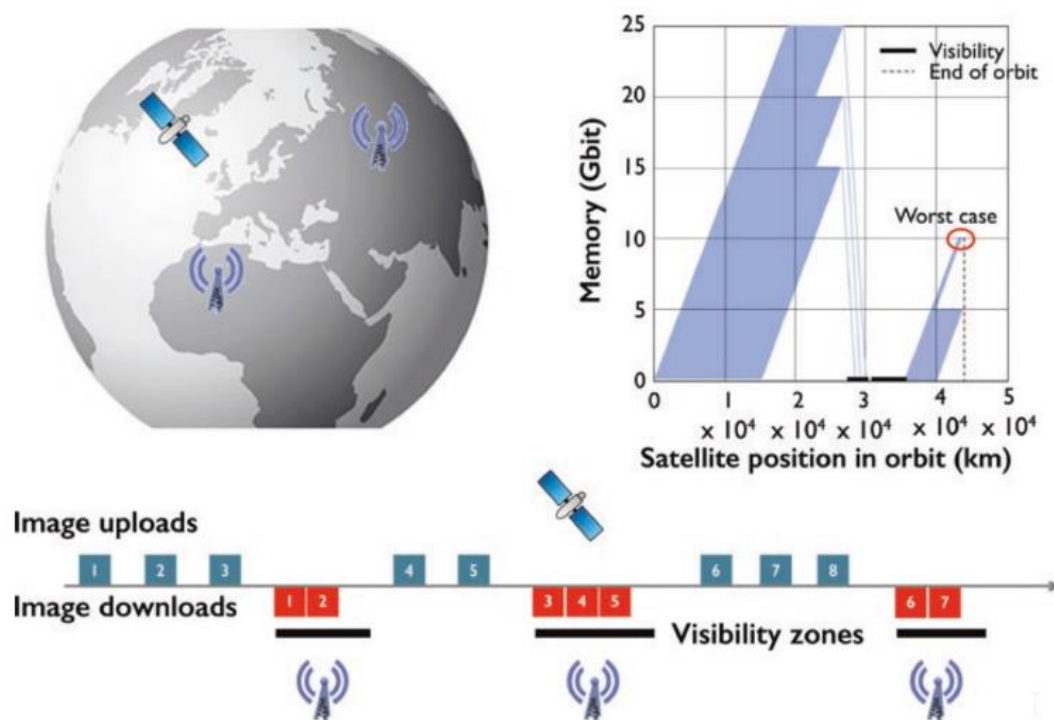 25
20
15
10
5
0
Memory (Gbit)
Visibility
End of orbit
Worst case
0 1 2 3 4 5
x 10⁴ x 10⁴ x 10⁴ x 10⁴ x 10⁴
Satellite position in orbit (km)
Image uploads
1 2 3 4 5 6 7 8
Image downloads
1 2 3 4 5 6 7
Visibility zones